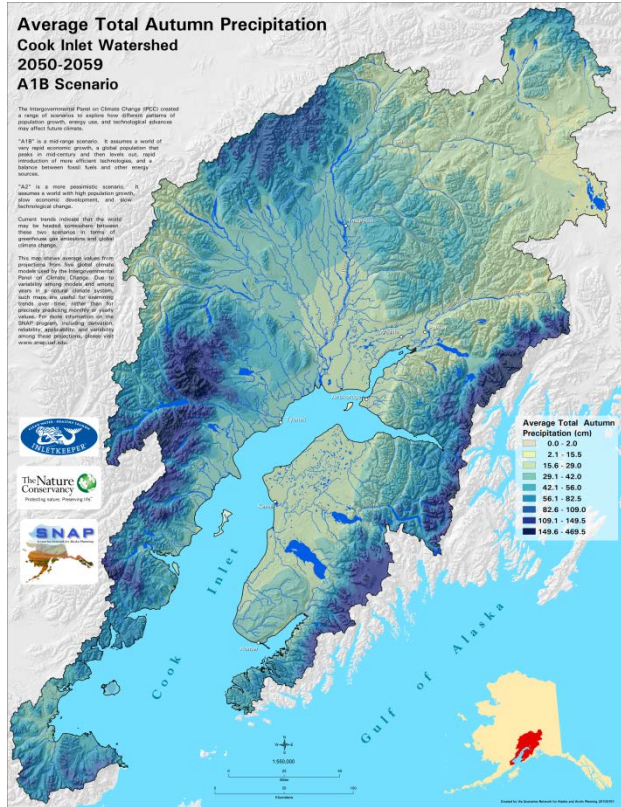 Average Total Autumn Precipitation
Cook Inlet Watershed
2050-2059
A1B Scenario
The Intergovernmental Panel on Climate Change (IPCC) created
a range of scenarios to explore how different patterns of
population growth, energy use, and technological advances
may affect future climate.
"A1B" is a mid-range scenario. It assumes a world of
very rapid economic growth, a global population that
peaks in mid-century and then levels out, rapid
introduction of more efficient technologies, and a
balance between fossil fuels and other energy
sources.
"A2" is a more pessimistic scenario. It
assumes a world with high population growth,
slow economic development, and slow
technological change.
Current trends indicate that the world
may be headed somewhere between
these two scenarios in terms of
greenhouse gas emissions and global
climate change.
This map shows average values from
projections from five global climate
models used by the Intergovernmental
Panel on Climate Change. Due to
variability among models and among
years in a natural climate system,
such maps are useful for examining
trends over time, rather than for
precisely predicting monthly or yearly
values. For more information on the
SNAP program, including derivation,
reliability, applicability, and variability
among these projections, please visit
www.snap.uaf.edu.
INLETKEEPER
The Nature
Conservancy
Protecting nature. Preserving life.
SNAP
Tyonek
Kenai
Homer
Cook Inlet
Gulf of Alaska
Average Total Autumn
Precipitation (cm)
0.0 - 2.0
2.1 - 15.5
15.6 - 29.0
29.1 - 42.0
42.1 - 56.0
56.1 - 82.5
82.6 - 109.0
109.1 - 149.5
149.6 - 469.5
Miles
Kilometers